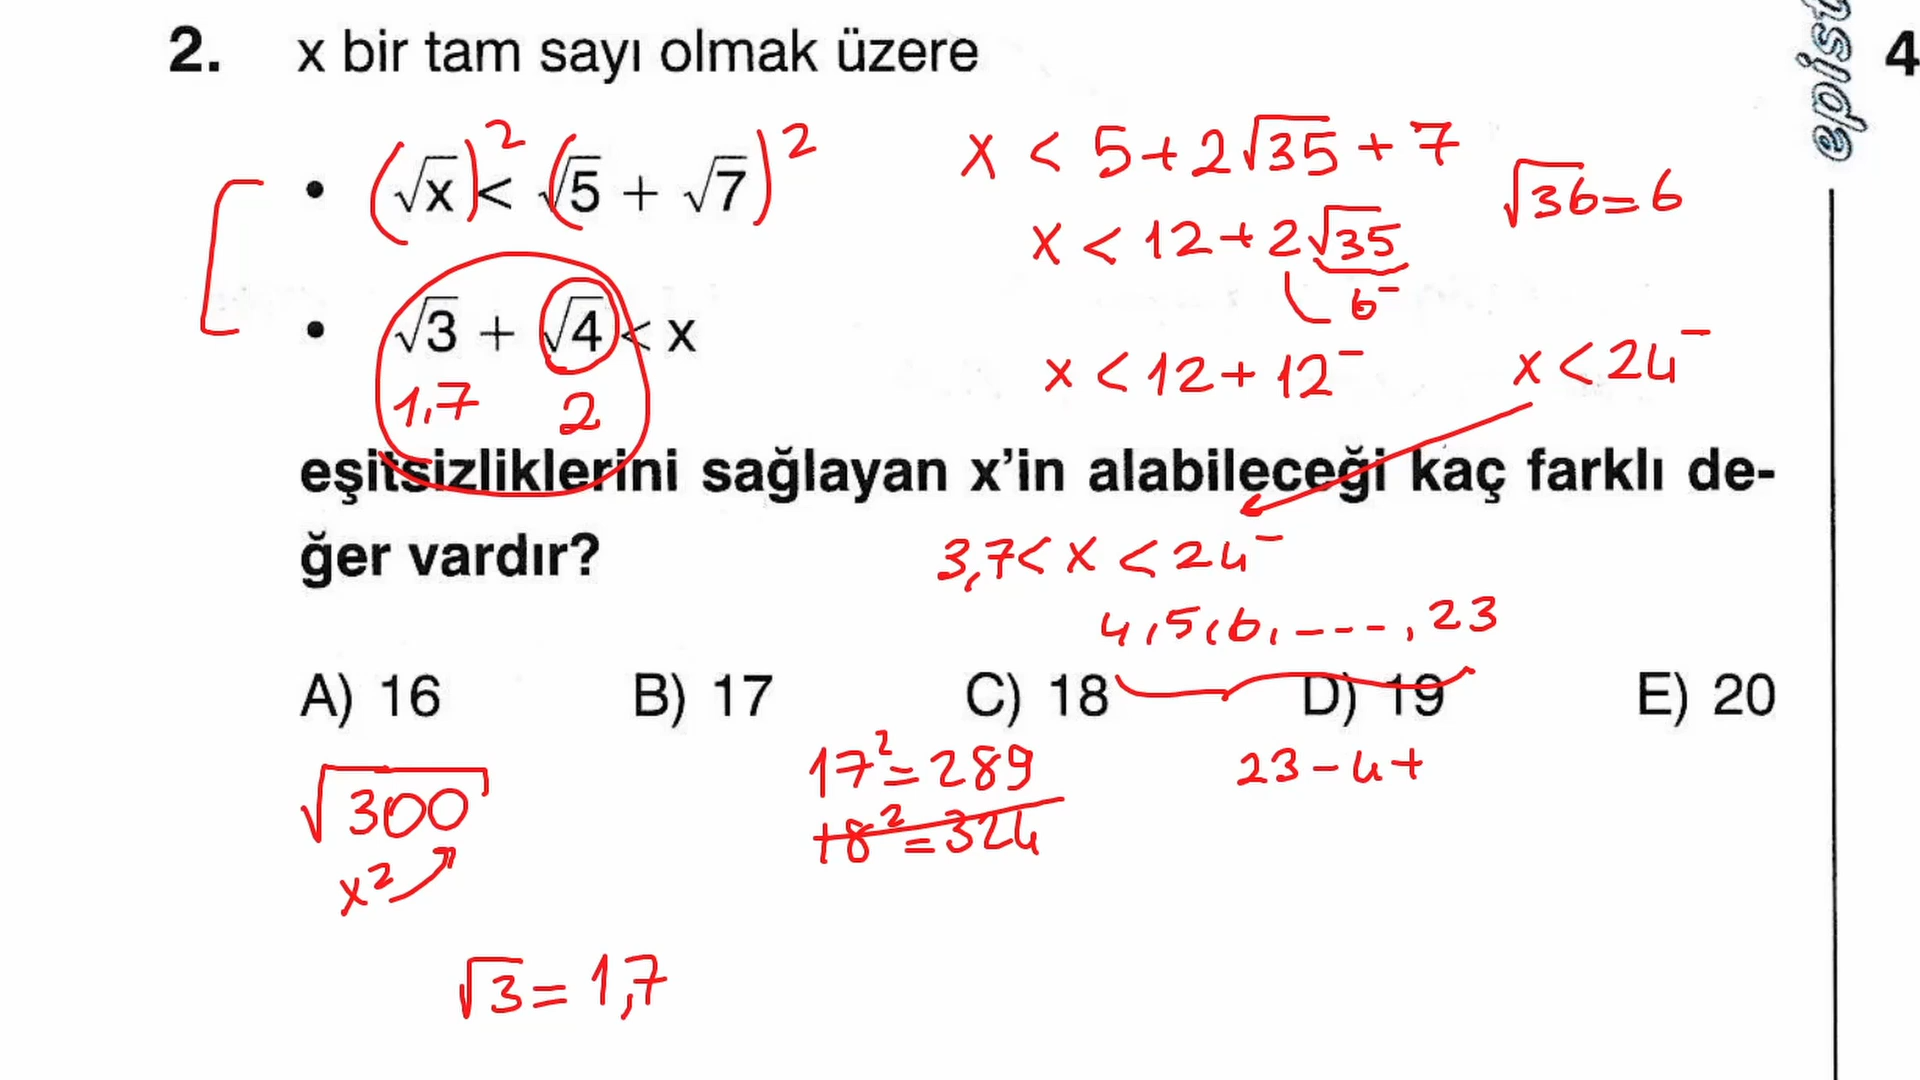 2. x bir tam sayı olmak üzere
• (√x)² < (√5 + √7)²
• √3 + √4 < x
1,7 2
x < 5+2√35 + 7
√36=6
x < 12+2√35
6⁻
x < 12+12⁻
x < 24⁻
eşitsizliklerini sağlayan x'in alabileceği kaç farklı de-
ğer vardır?
3,7< x < 24⁻
4,5,6, ---- , 23
A) 16 B) 17 C) 18 D) 19 E) 20
√300
x²
17²=289
18²=324
23-4+
√3 = 1,7
epist
4